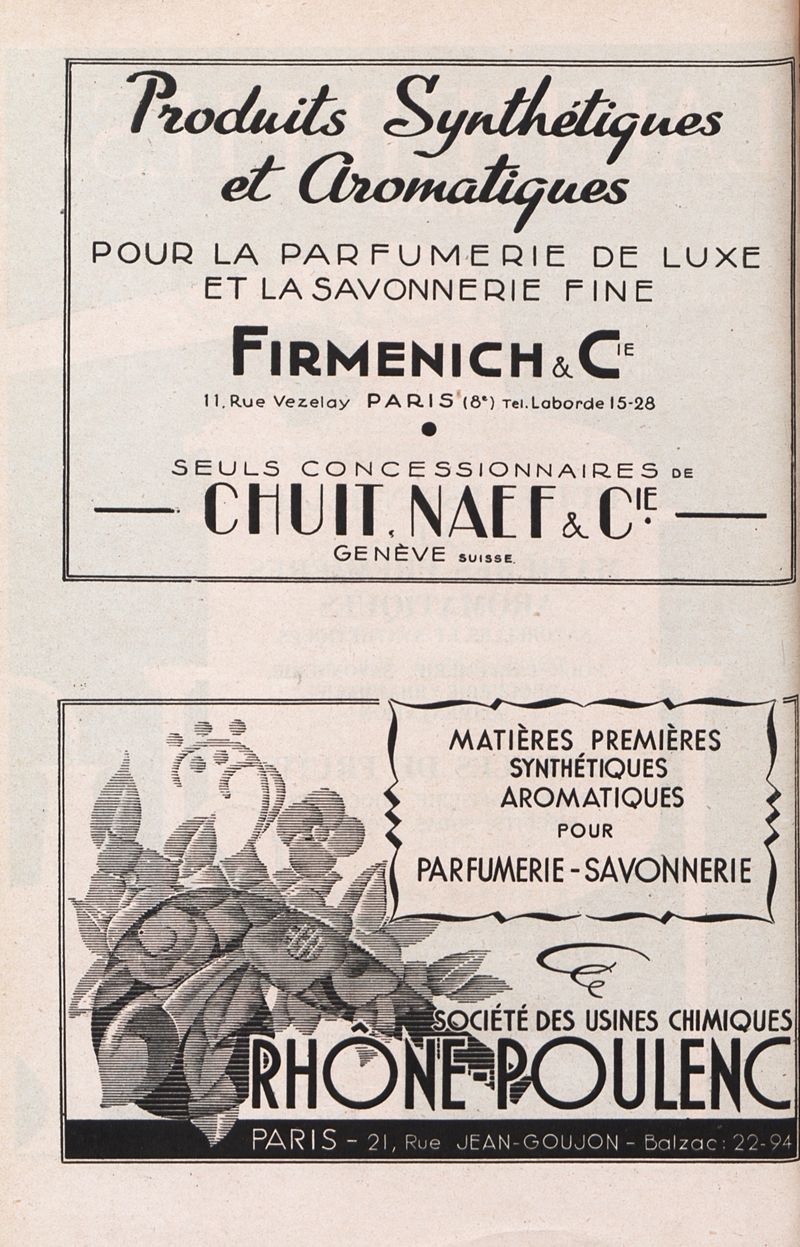 Produits Synthétiques
et Aromatiques
POUR LA PARFUMERIE DE LUXE
ET LA SAVONNERIE FINE
FIRMENICH & CIE
11, Rue Vezelay PARIS (8e) TEL. Laborde 15-28
SEULS CONCESSIONNAIRES DE
CHUIT, NAEF & CIE.
GENÈVE SUISSE.
MATIÈRES PREMIÈRES
SYNTHÉTIQUES
AROMATIQUES
POUR
PARFUMERIE-SAVONNERIE
SOCIÉTÉ DES USINES CHIMIQUES
RHÔNE-POULENC
PARIS - 21, Rue JEAN-GOUJON - Balzac: 22-94